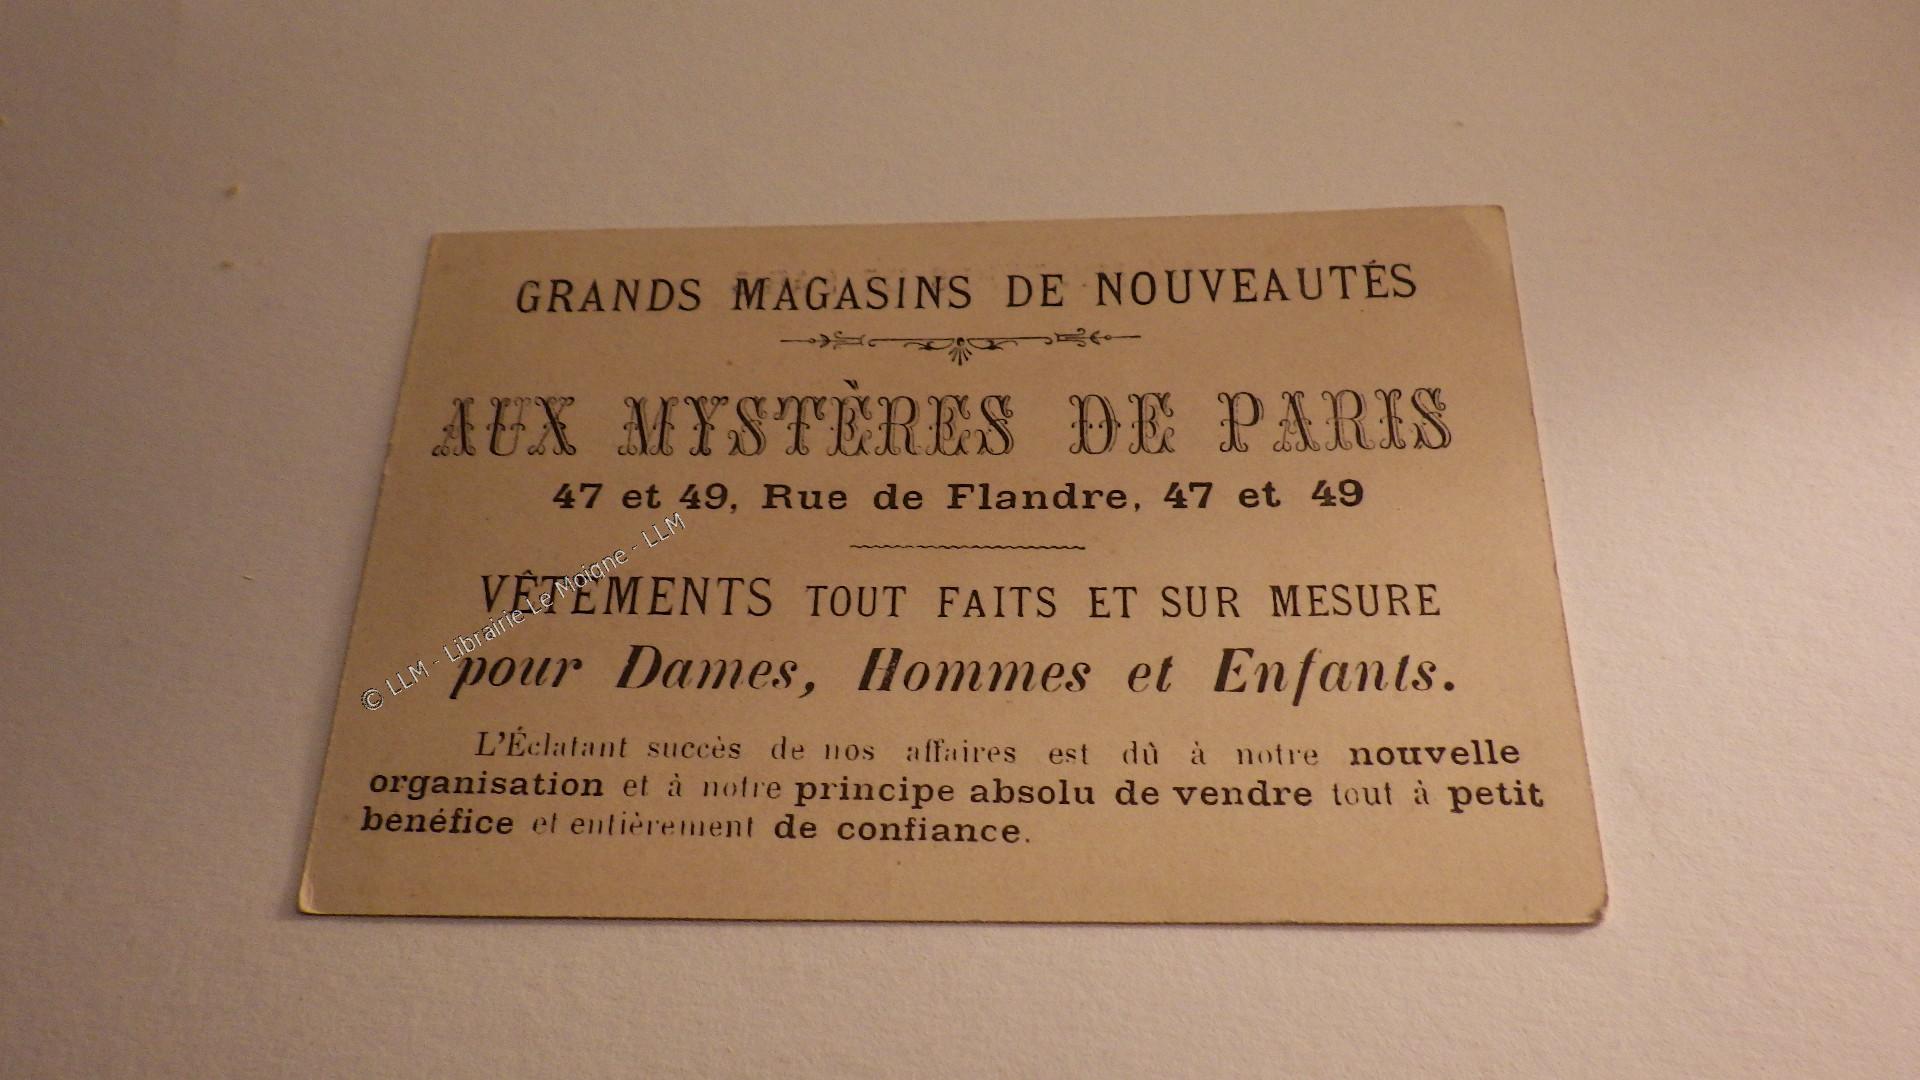 GRANDS MAGASINS DE NOUVEAUTÉS
AUX MYSTÈRES DE PARIS
47 et 49, Rue de Flandre, 47 et 49
VÊTEMENTS TOUT FAITS ET SUR MESURE
pour Dames, Hommes et Enfants.
L'Éclatant succès de nos affaires est dû à notre nouvelle
organisation et à notre principe absolu de vendre tout à petit
bénéfice et entièrement de confiance.
© LLM - Librairie Le Moigne - LLM